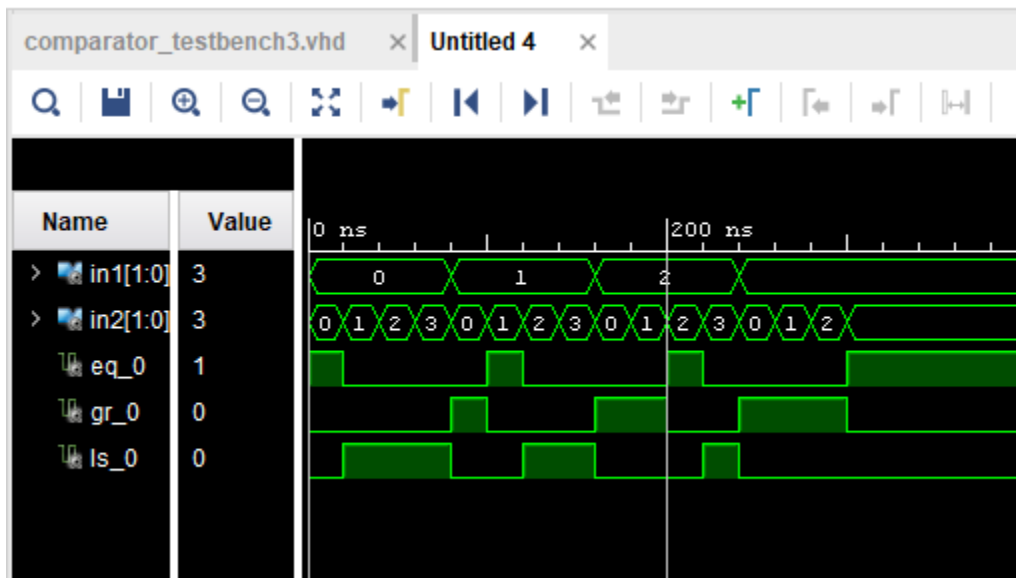 comparator_testbench3.vhd × Untitled 4 ×
Name Value
0 ns 200 ns
> in1[1:0] 3 0 1 2
> in2[1:0] 3 0 1 2 3 0 1 2 3 0 1 2 3 0 1 2
eq_0 1
gr_0 0
ls_0 0